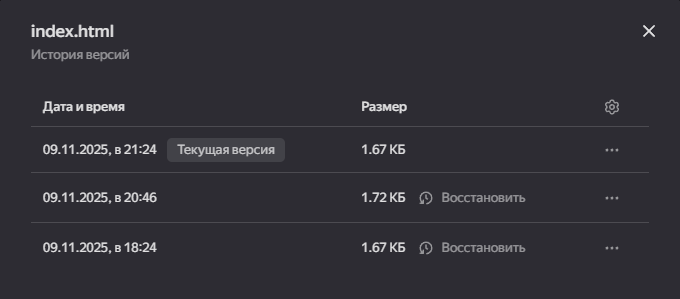 index.html
История версий
Дата и время Размер
09.11.2025, в 21:24 Текущая версия 1.67 КБ
09.11.2025, в 20:46 1.72 КБ Восстановить
09.11.2025, в 18:24 1.67 КБ Восстановить